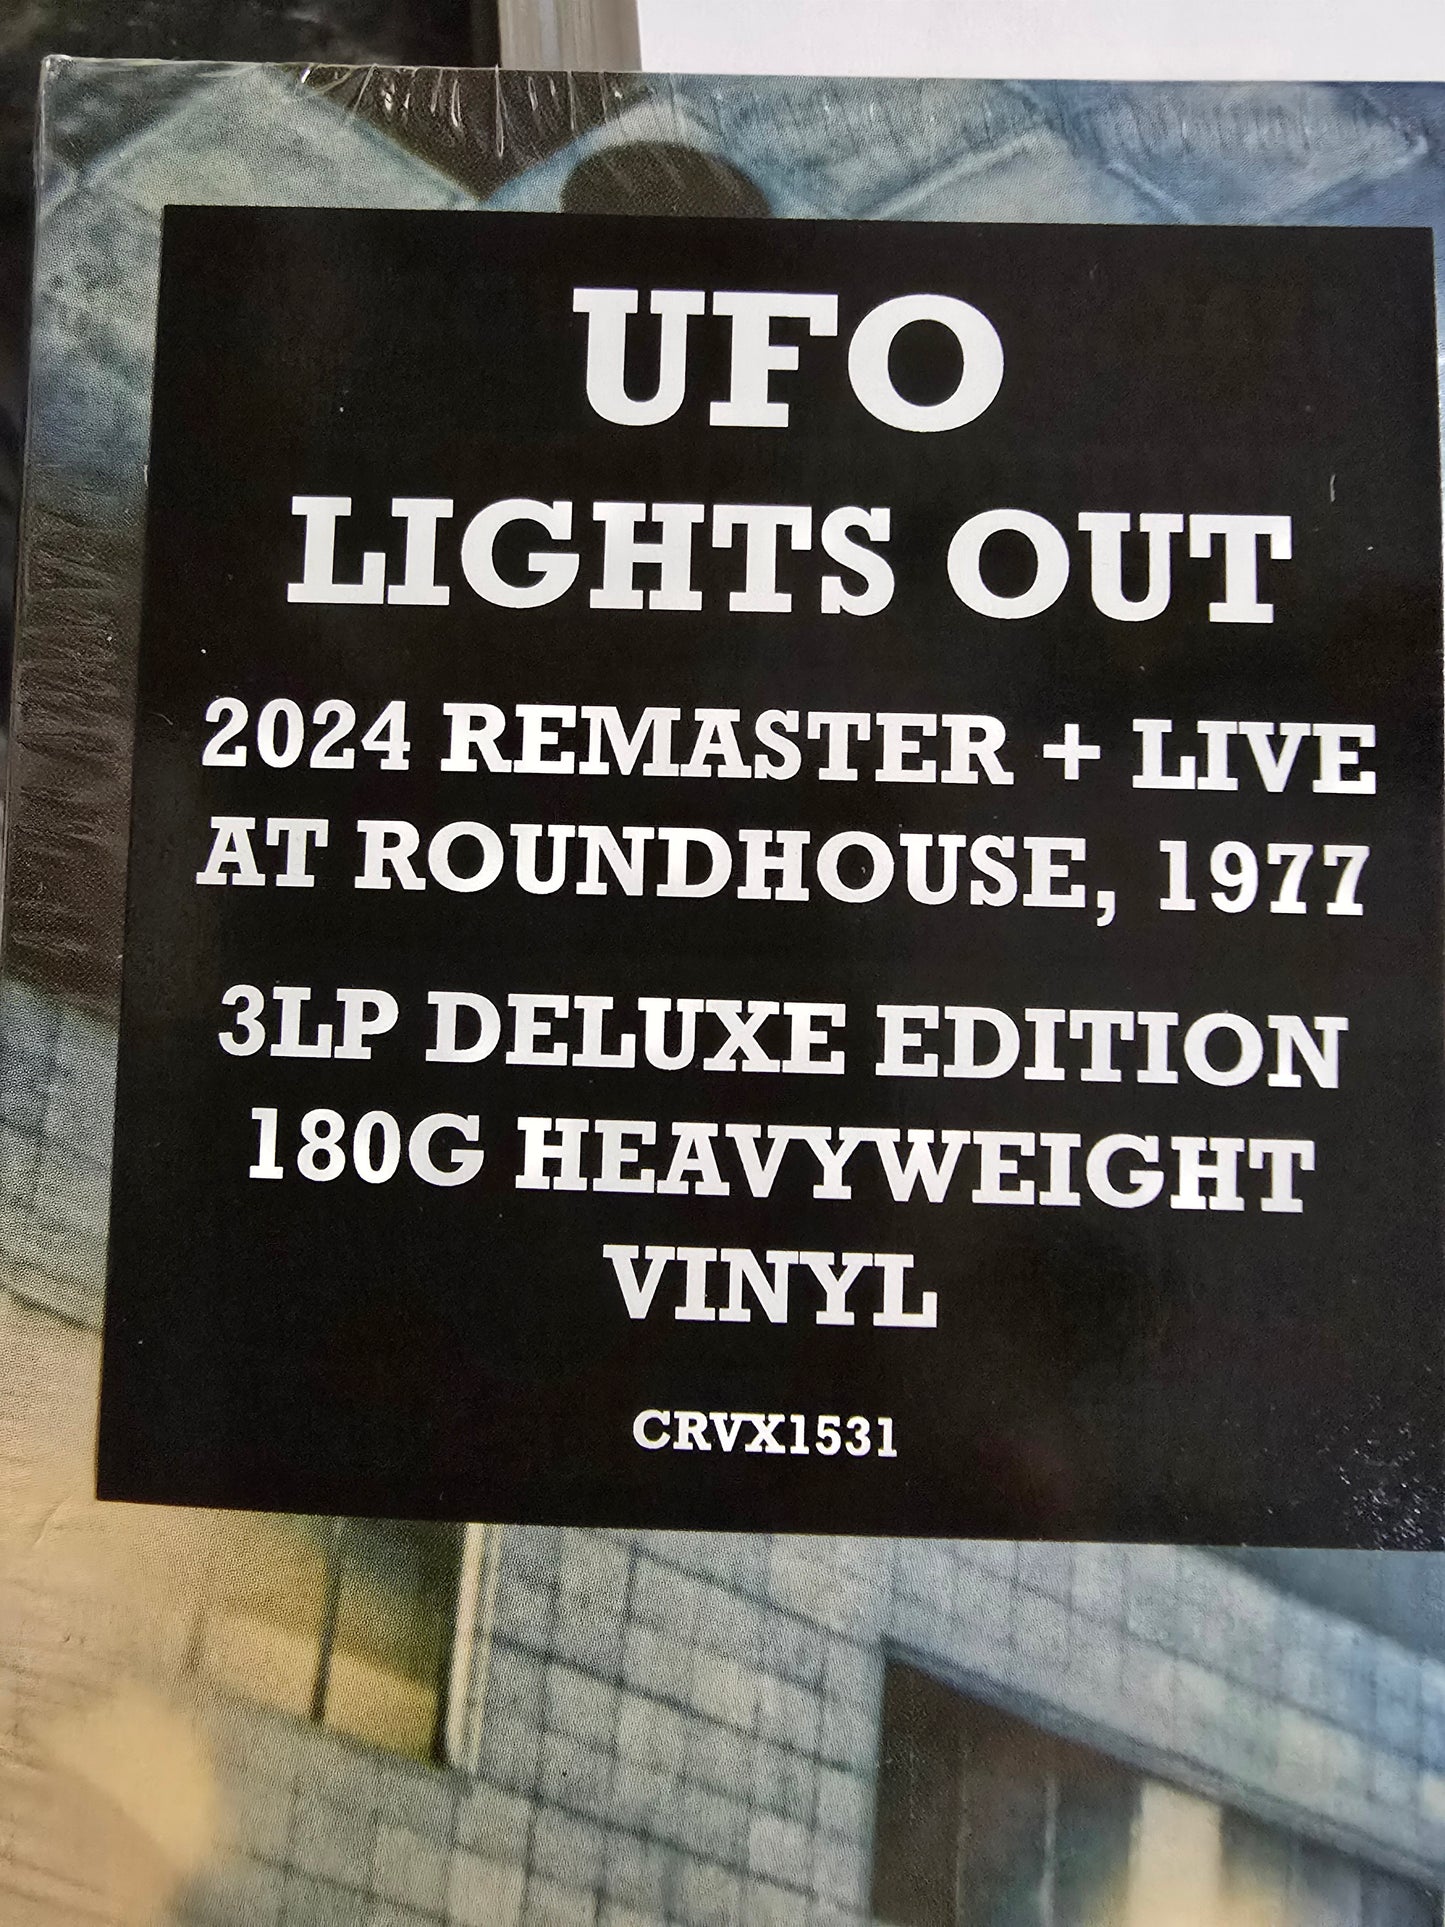 UFO
LIGHTS OUT
2024 REMASTER + LIVE
AT ROUNDHOUSE, 1977
3LP DELUXE EDITION
180G HEAVYWEIGHT
VINYL
CRVX1531